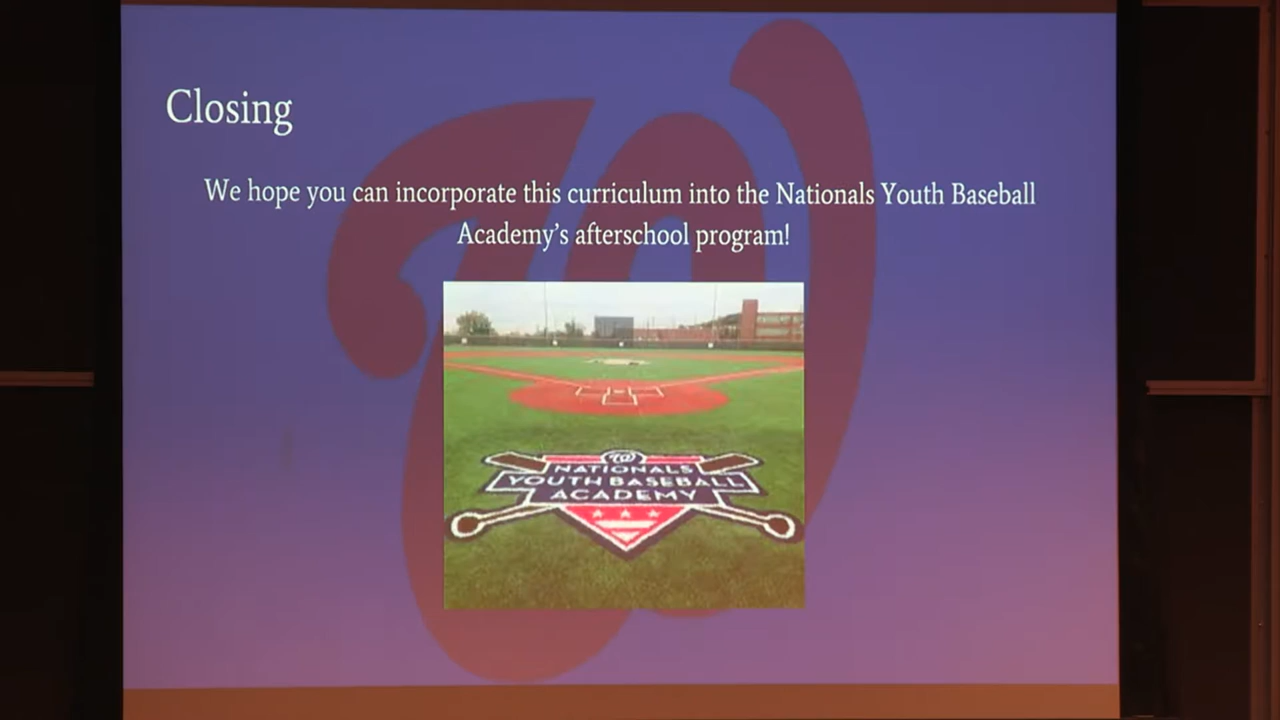 Closing
We hope you can incorporate this curriculum into the Nationals Youth Baseball
Academy’s afterschool program!
W
NATIONALS
YOUTH BASEBALL
ACADEMY